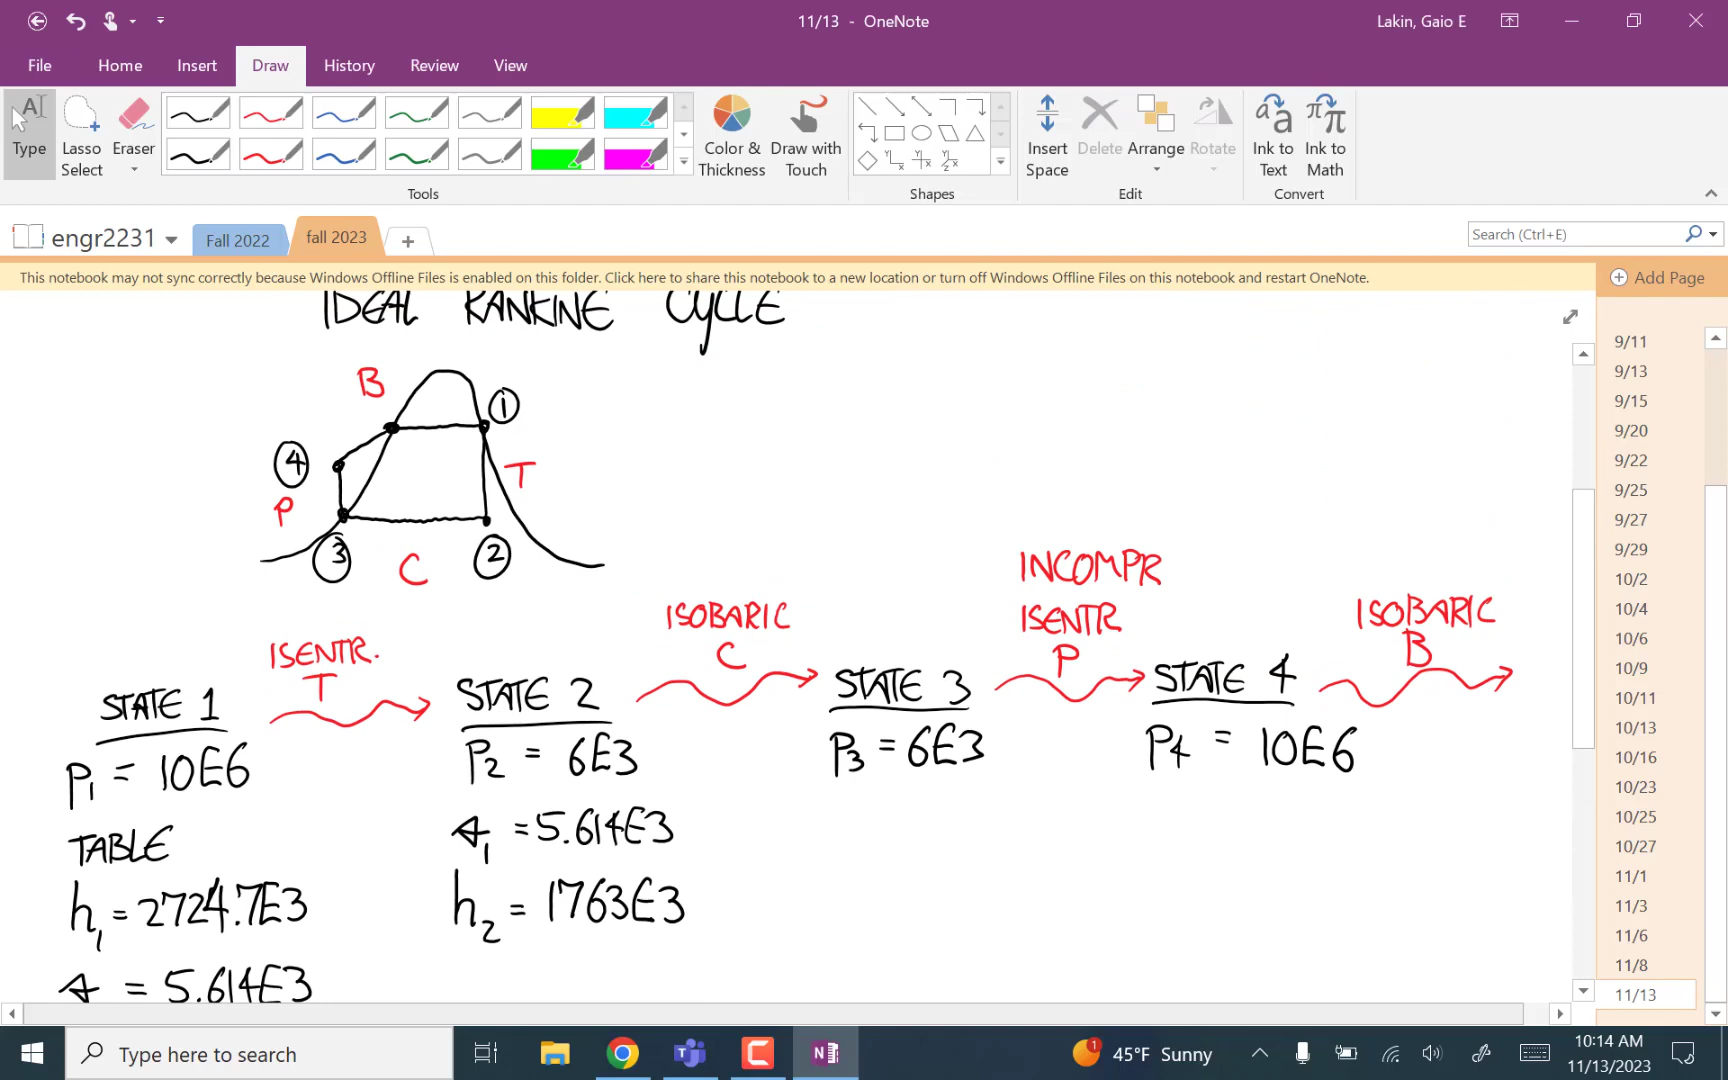 11/13 - OneNote
Lakin, Gaio E
File
Home
Insert
Draw
History
Review
View
Type
Lasso Select
Eraser
Color & Thickness
Draw with Touch
Insert Space
Delete
Arrange
Rotate
Ink to Text
Ink to Math
Tools
Shapes
Edit
Convert
engr2231
Fall 2022
fall 2023
Search (Ctrl+E)
This notebook may not sync correctly because Windows Offline Files is enabled on this folder. Click here to share this notebook to a new location or turn off Windows Offline Files on this notebook and restart OneNote.
Add Page
IDEAL RANKINE CYCLE
B
1
4
T
P
3
C
2
ISENTR.
T
ISOBARIC
C
INCOMPR
ISENTR
P
ISOBARIC
B
STATE 1
P1 = 10E6
TABLE
h1 = 2724.7E3
s = 5.614E3
STATE 2
P2 = 6E3
s1 = 5.614E3
h2 = 1763E3
STATE 3
P3 = 6E3
STATE 4
P4 = 10E6
9/11
9/13
9/15
9/20
9/22
9/25
9/27
9/29
10/2
10/4
10/6
10/9
10/11
10/13
10/16
10/23
10/25
10/27
11/1
11/3
11/6
11/8
11/13
Type here to search
1
45°F Sunny
10:14 AM
11/13/2023